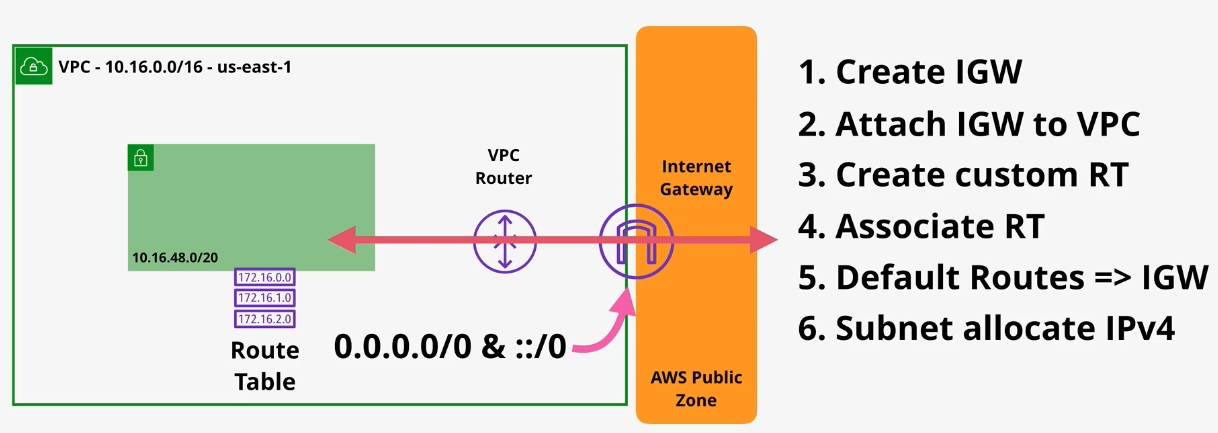 VPC - 10.16.0.0/16 - us-east-1
10.16.48.0/20
172.16.0.0
172.16.1.0
172.16.2.0
Route
Table
0.0.0.0/0 & ::/0
VPC
Router
Internet
Gateway
AWS Public
Zone
1. Create IGW
2. Attach IGW to VPC
3. Create custom RT
4. Associate RT
5. Default Routes => IGW
6. Subnet allocate IPv4